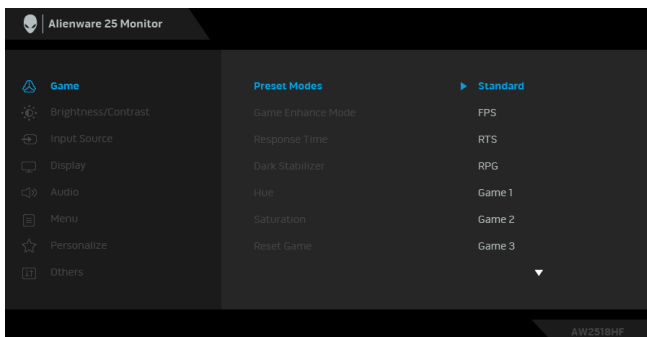 Alienware 25 Monitor
Game Preset Modes Standard
Brightness/Contrast Game Enhance Mode FPS
Input Source Response Time RTS
Display Dark Stabilizer RPG
Audio Hue Game 1
Menu Saturation Game 2
Personalize Reset Game Game 3
Others
AW2518HF